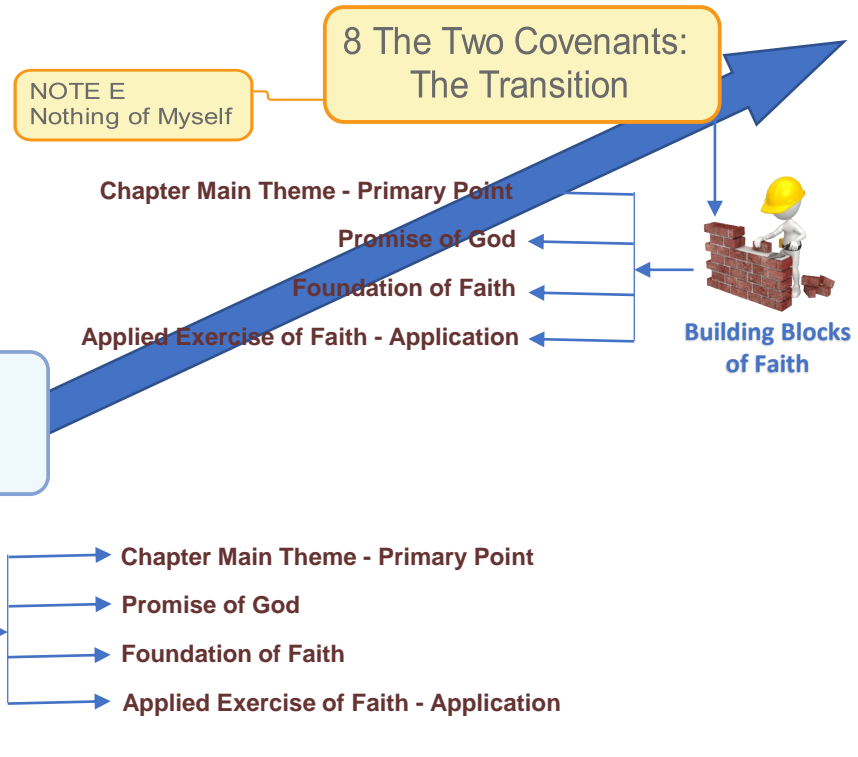 8 The Two Covenants:
The Transition
NOTE E
Nothing of Myself
Chapter Main Theme - Primary Point
Promise of God
Foundation of Faith
Applied Exercise of Faith - Application
Building Blocks
of Faith
Chapter Main Theme - Primary Point
Promise of God
Foundation of Faith
Applied Exercise of Faith - Application